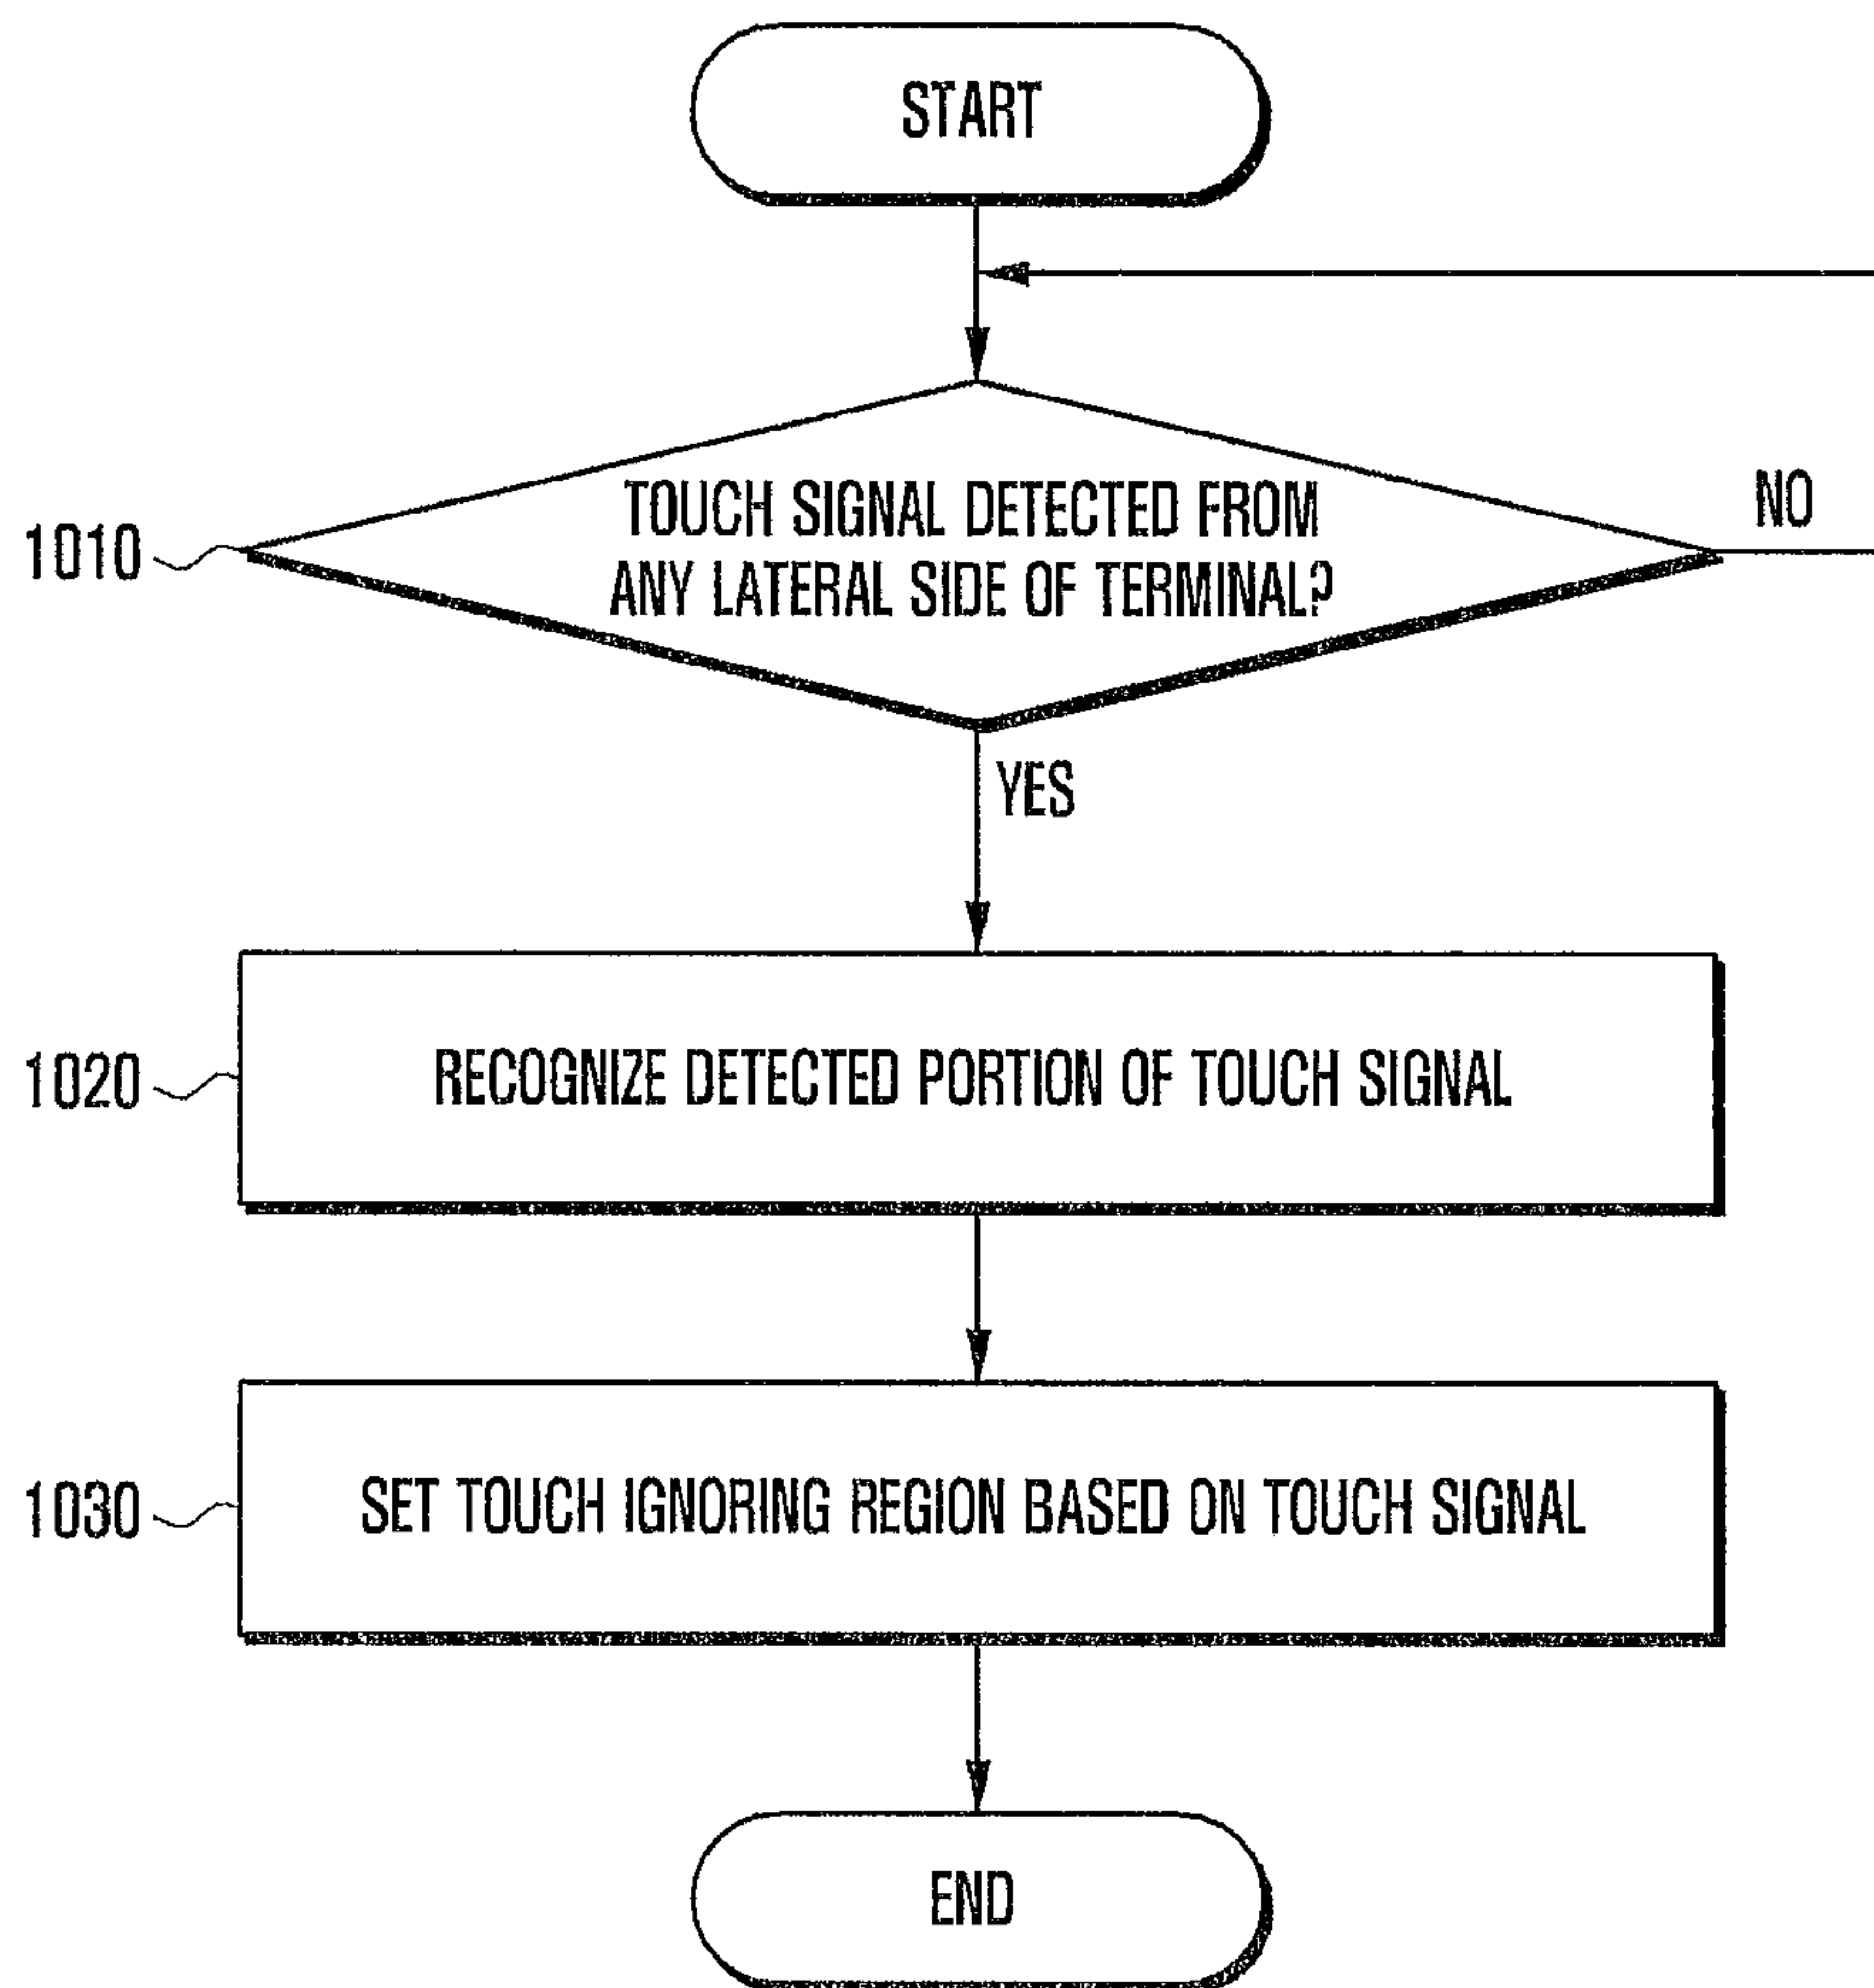 START
TOUCH SIGNAL DETECTED FROM
ANY LATERAL SIDE OF TERMINAL?
NO
1010
YES
1020
RECOGNIZE DETECTED PORTION OF TOUCH SIGNAL
1030
SET TOUCH IGNORING REGION BASED ON TOUCH SIGNAL
END